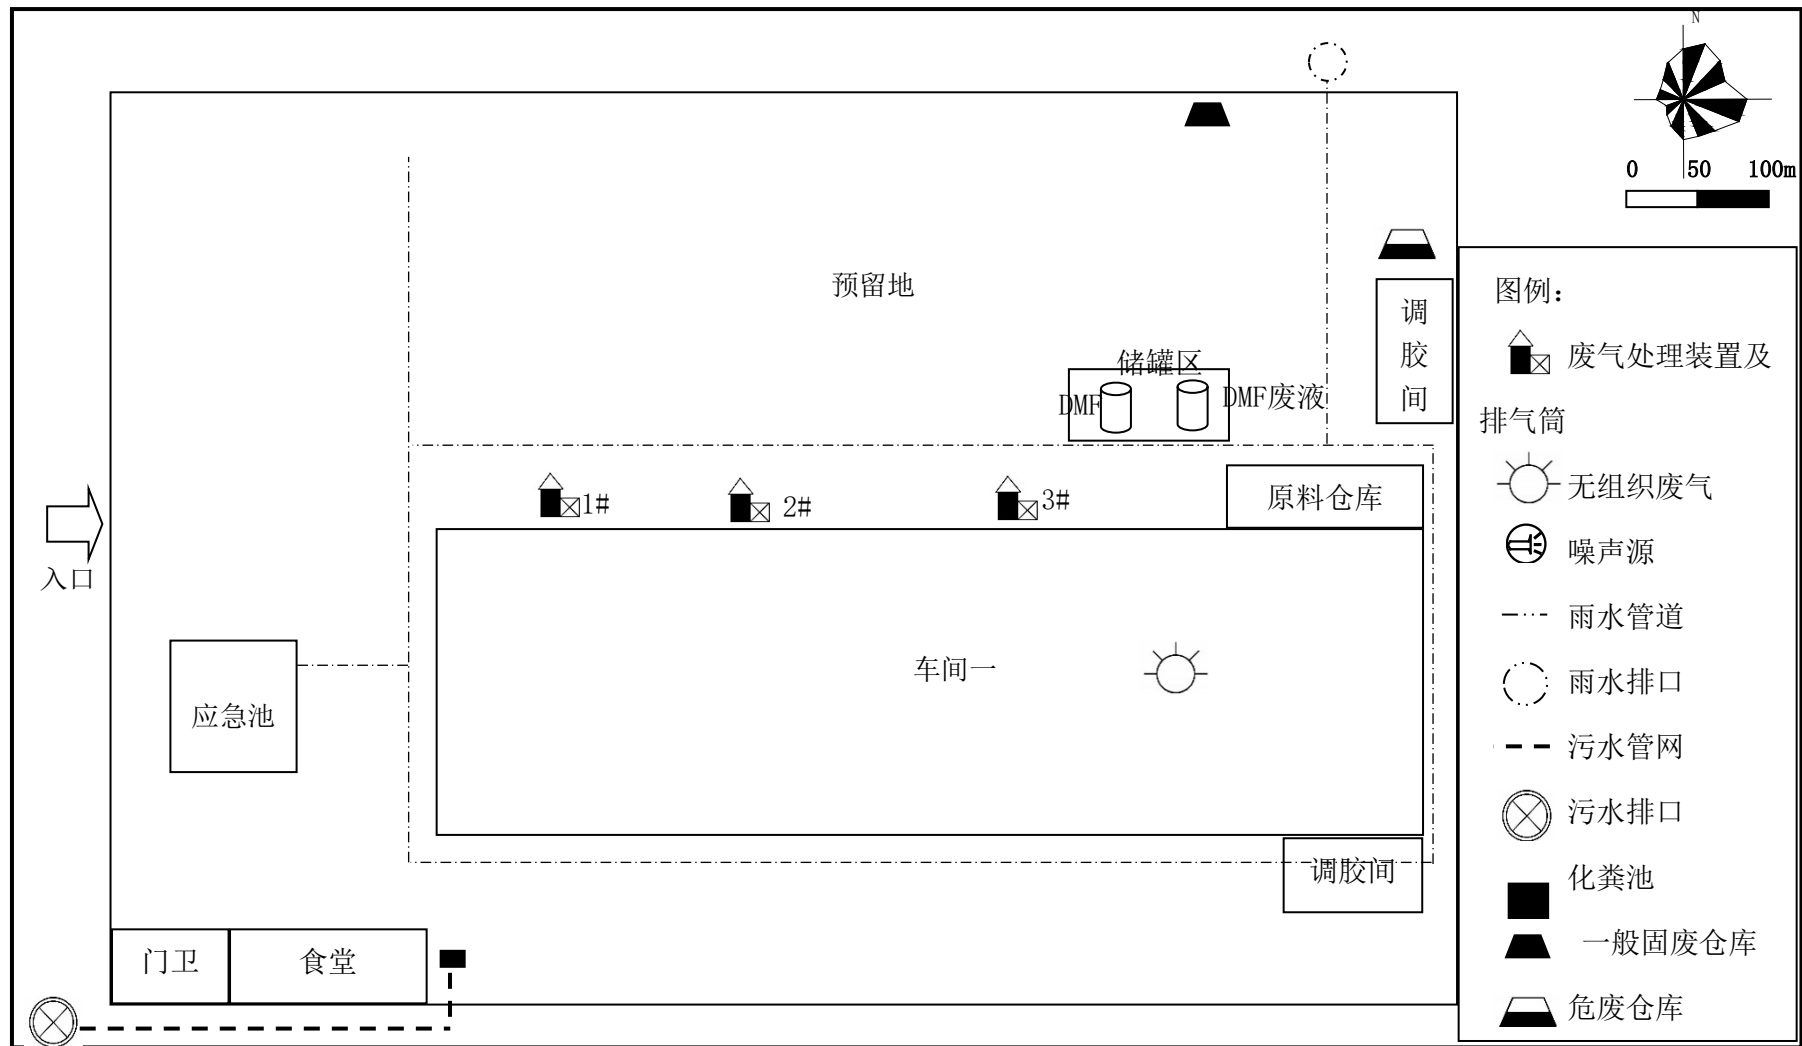 N
0 50 100m
预留地
储罐区
DMF
DMF废液
调
胶
间
1#
2#
3#
原料仓库
入口
车间一
应急池
调胶间
门卫
食堂
图例：
废气处理装置及
排气筒
无组织废气
噪声源
雨水管道
雨水排口
污水管网
污水排口
化粪池
一般固废仓库
危废仓库